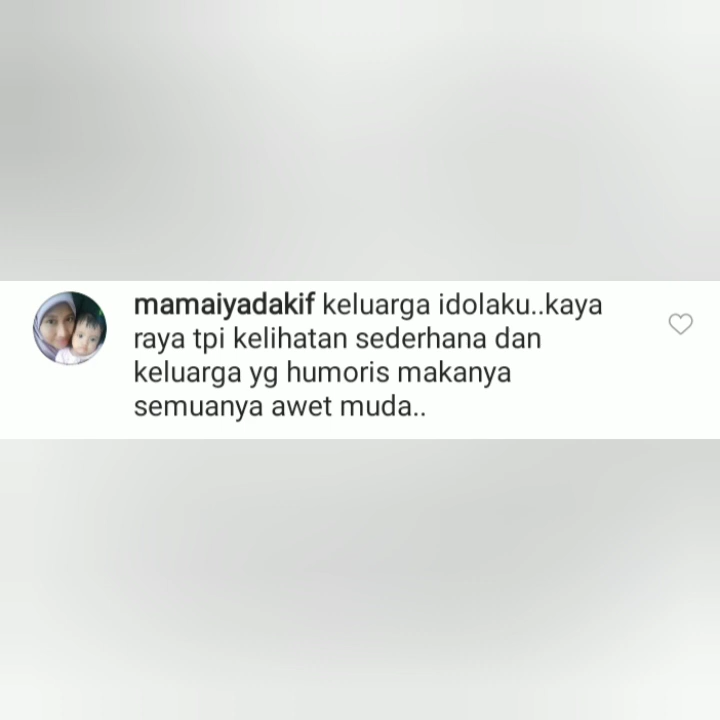 mamaiyadakif keluarga idolaku..kaya
raya tpi kelihatan sederhana dan
keluarga yg humoris makanya
semuanya awet muda..